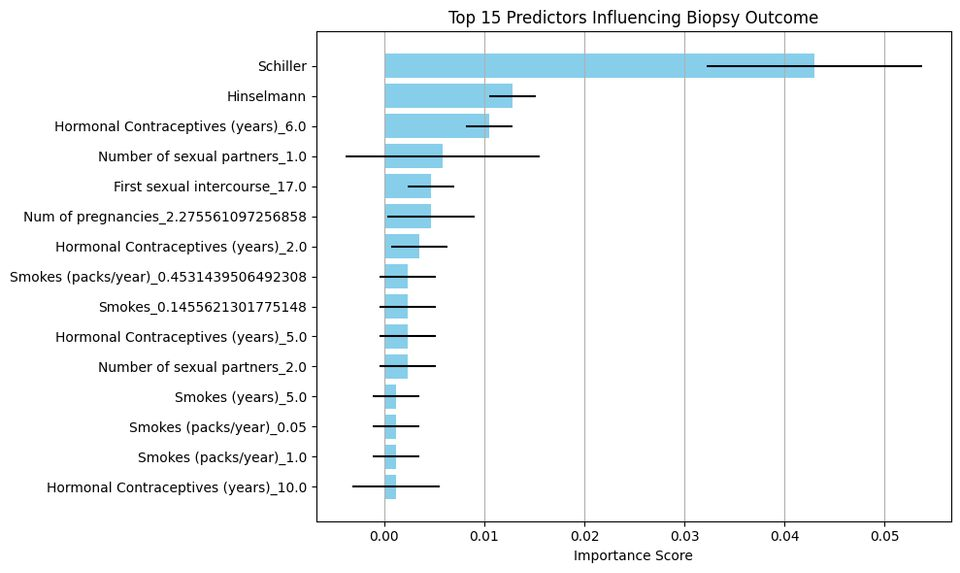 Top 15 Predictors Influencing Biopsy Outcome
Schiller
Hinselmann
Hormonal Contraceptives (years)_6.0
Number of sexual partners_1.0
First sexual intercourse_17.0
Num of pregnancies_2.275561097256858
Hormonal Contraceptives (years)_2.0
Smokes (packs/year)_0.4531439506492308
Smokes_0.1455621301775148
Hormonal Contraceptives (years)_5.0
Number of sexual partners_2.0
Smokes (years)_5.0
Smokes (packs/year)_0.05
Smokes (packs/year)_1.0
Hormonal Contraceptives (years)_10.0
0.00 0.01 0.02 0.03 0.04 0.05
Importance Score